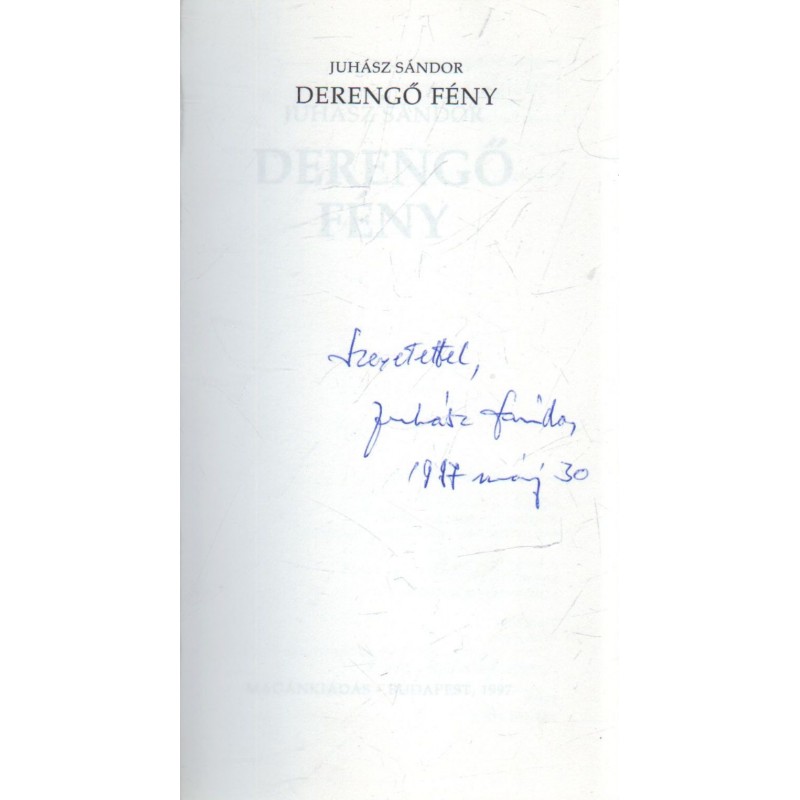 JUHÁSZ SÁNDOR
DERENGŐ FÉNY
JUHÁSZ SÁNDOR
DERENGŐ
FÉNY
Szeretettel,
Juhász Sándor
1997 máj 30
MAGÁNKIADÁS • BUDAPEST, 1997